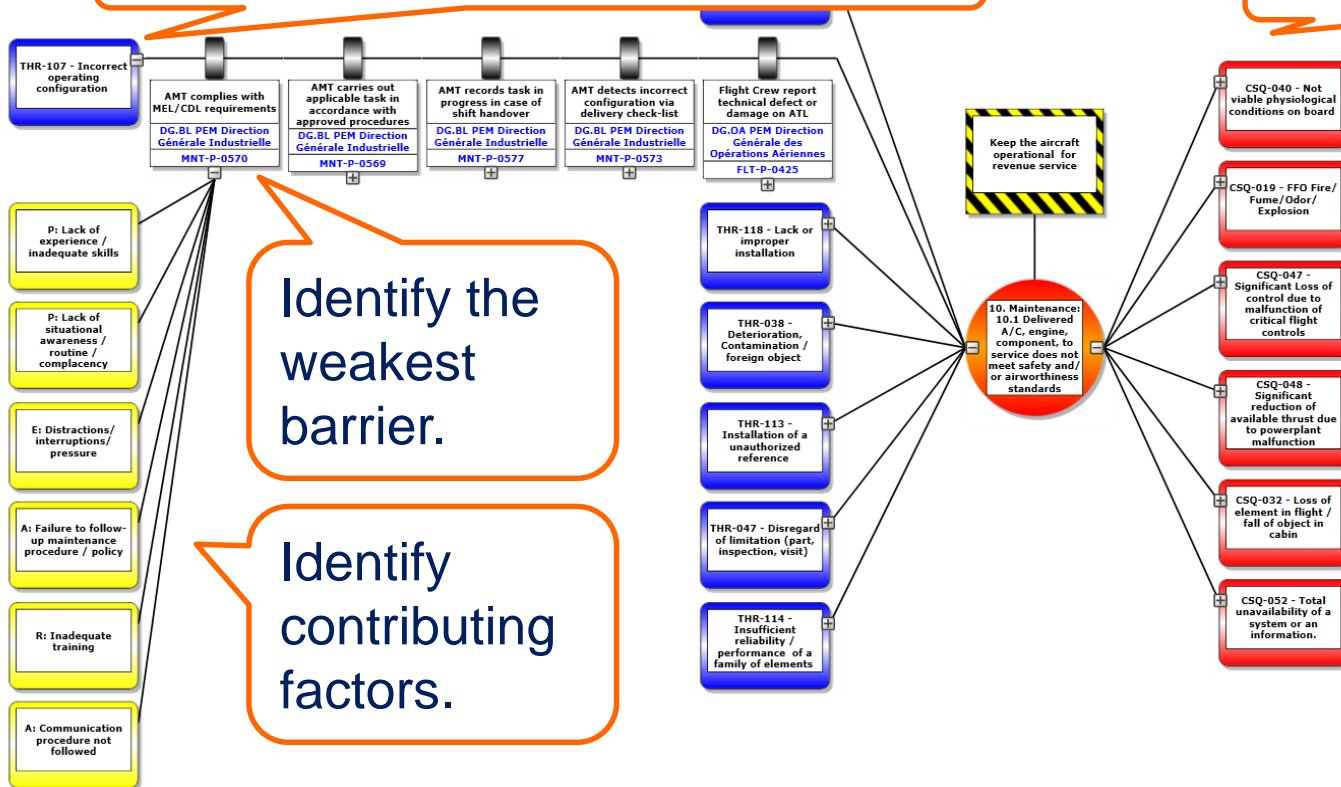 THR-107 - Incorrect
operating
configuration
AMT complies with
MEL/CDL requirements
DG.BL PEM Direction
Générale Industrielle
MNT-P-0570
AMT carries out
applicable task in
accordance with
approved procedures
DG.BL PEM Direction
Générale Industrielle
MNT-P-0569
AMT records task in
progress in case of
shift handover
DG.BL PEM Direction
Générale Industrielle
MNT-P-0577
AMT detects incorrect
configuration via
delivery check-list
DG.BL PEM Direction
Générale Industrielle
MNT-P-0573
Flight Crew report
technical defect or
damage on ATL
DG.OA PEM Direction
Générale des
Opérations Aériennes
FLT-P-0425
P: Lack of
experience /
inadequate skills
P: Lack of
situational
awareness /
routine /
complacency
E: Distractions/
interruptions/
pressure
A: Failure to follow-
up maintenance
procedure / policy
R: Inadequate
training
A: Communication
procedure not
followed
Identify the
weakest
barrier.
Identify
contributing
factors.
THR-118 - Lack or
improper
installation
THR-038 -
Deterioration,
Contamination /
foreign object
THR-113 -
Installation of a
unauthorized
reference
THR-047 - Disregard
of limitation (part,
inspection, visit)
THR-114 -
Insufficient
reliability /
performance of a
family of elements
Keep the aircraft
operational for
revenue service
10. Maintenance:
10.1 Delivered
A/C, engine,
component, to
service does not
meet safety and/
or airworthiness
standards
CSQ-040 - Not
viable physiological
conditions on board
CSQ-019 - FFO Fire/
Fume/Odor/
Explosion
CSQ-047 -
Significant Loss of
control due to
malfunction of
critical flight
controls
CSQ-048 -
Significant
reduction of
available thrust due
to powerplant
malfunction
CSQ-032 - Loss of
element in flight /
fall of object in
cabin
CSQ-052 - Total
unavailability of a
system or an
information.